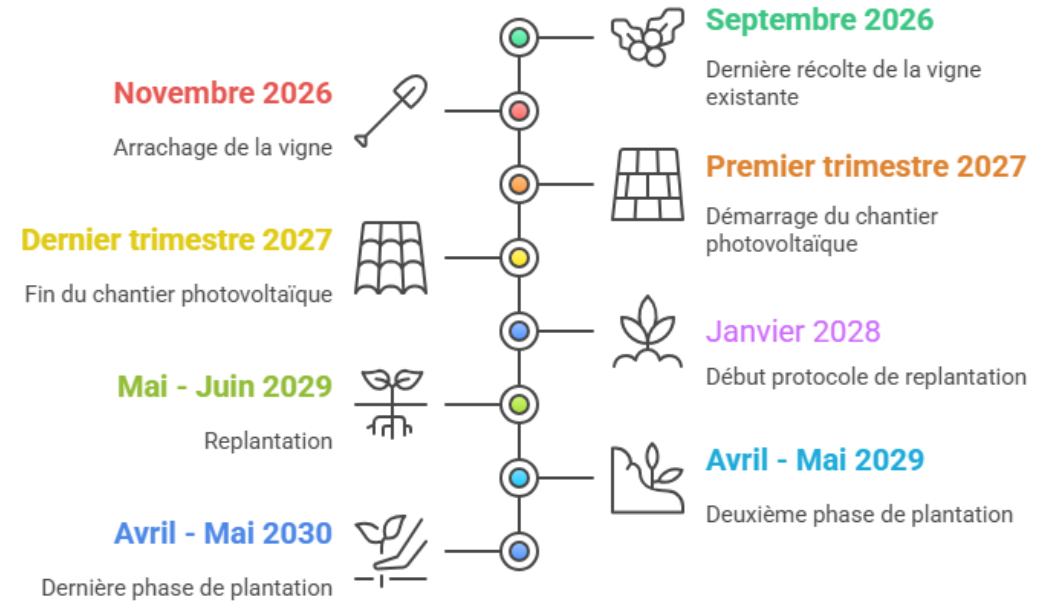 Septembre 2026
Dernière récolte de la vigne
existante
Novembre 2026
Arrachage de la vigne
Premier trimestre 2027
Démarrage du chantier
photovoltaïque
Dernier trimestre 2027
Fin du chantier photovoltaïque
Janvier 2028
Début protocole de replantation
Mai - Juin 2029
Replantation
Avril - Mai 2029
Deuxième phase de plantation
Avril - Mai 2030
Dernière phase de plantation